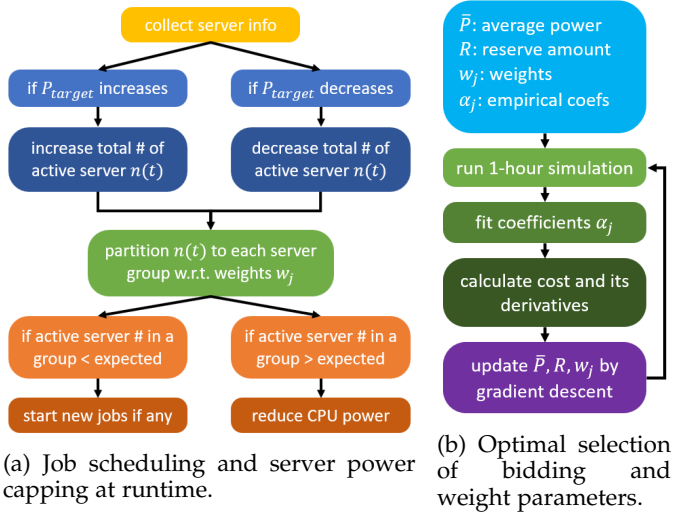 collect server info
if P_target increases
if P_target decreases
increase total # of
active server n(t)
decrease total # of
active server n(t)
partition n(t) to each server
group w.r.t. weights w_j
if active server # in a
group < expected
if active server # in a
group > expected
start new jobs if any
reduce CPU power
(a) Job scheduling and server power
capping at runtime.
P̄: average power
R: reserve amount
w_j: weights
α_j: empirical coefs
run 1-hour simulation
fit coefficients α_j
calculate cost and its
derivatives
update P̄, R, w_j by
gradient descent
(b) Optimal selection
of bidding and
weight parameters.